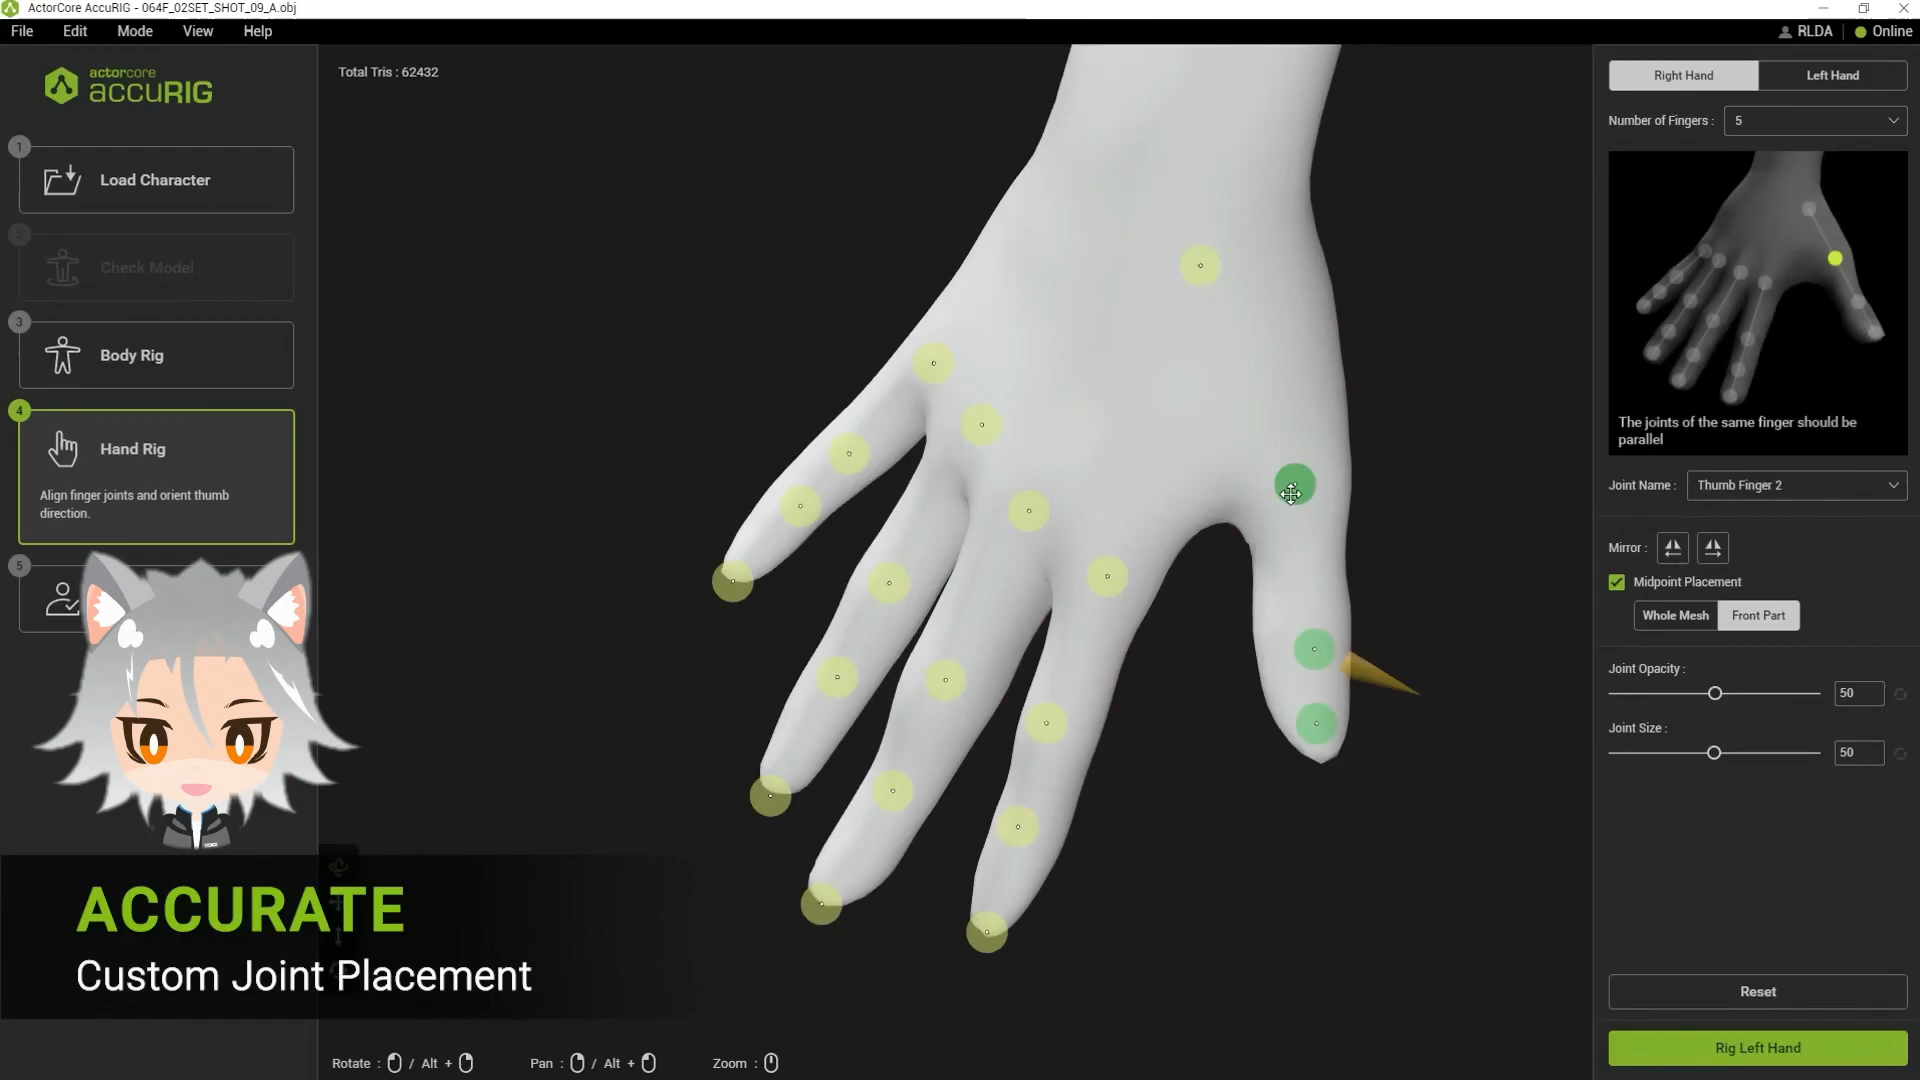 ActorCore AccuRIG - 064F_02SET_SHOT_09_A.obj
File Edit Mode View Help
RLDA Online
actorcore
accuRIG
Total Tris : 62432
1
Load Character
2
Check Model
3
Body Rig
4
Hand Rig
Align finger joints and orient thumb
direction.
5
ACCURATE
Custom Joint Placement
Rotate : / Alt + Pan : / Alt + Zoom :
Right Hand Left Hand
Number of Fingers : 5
The joints of the same finger should be
parallel
Joint Name : Thumb Finger 2
Mirror :
Midpoint Placement
Whole Mesh Front Part
Joint Opacity :
50
Joint Size :
50
Reset
Rig Left Hand